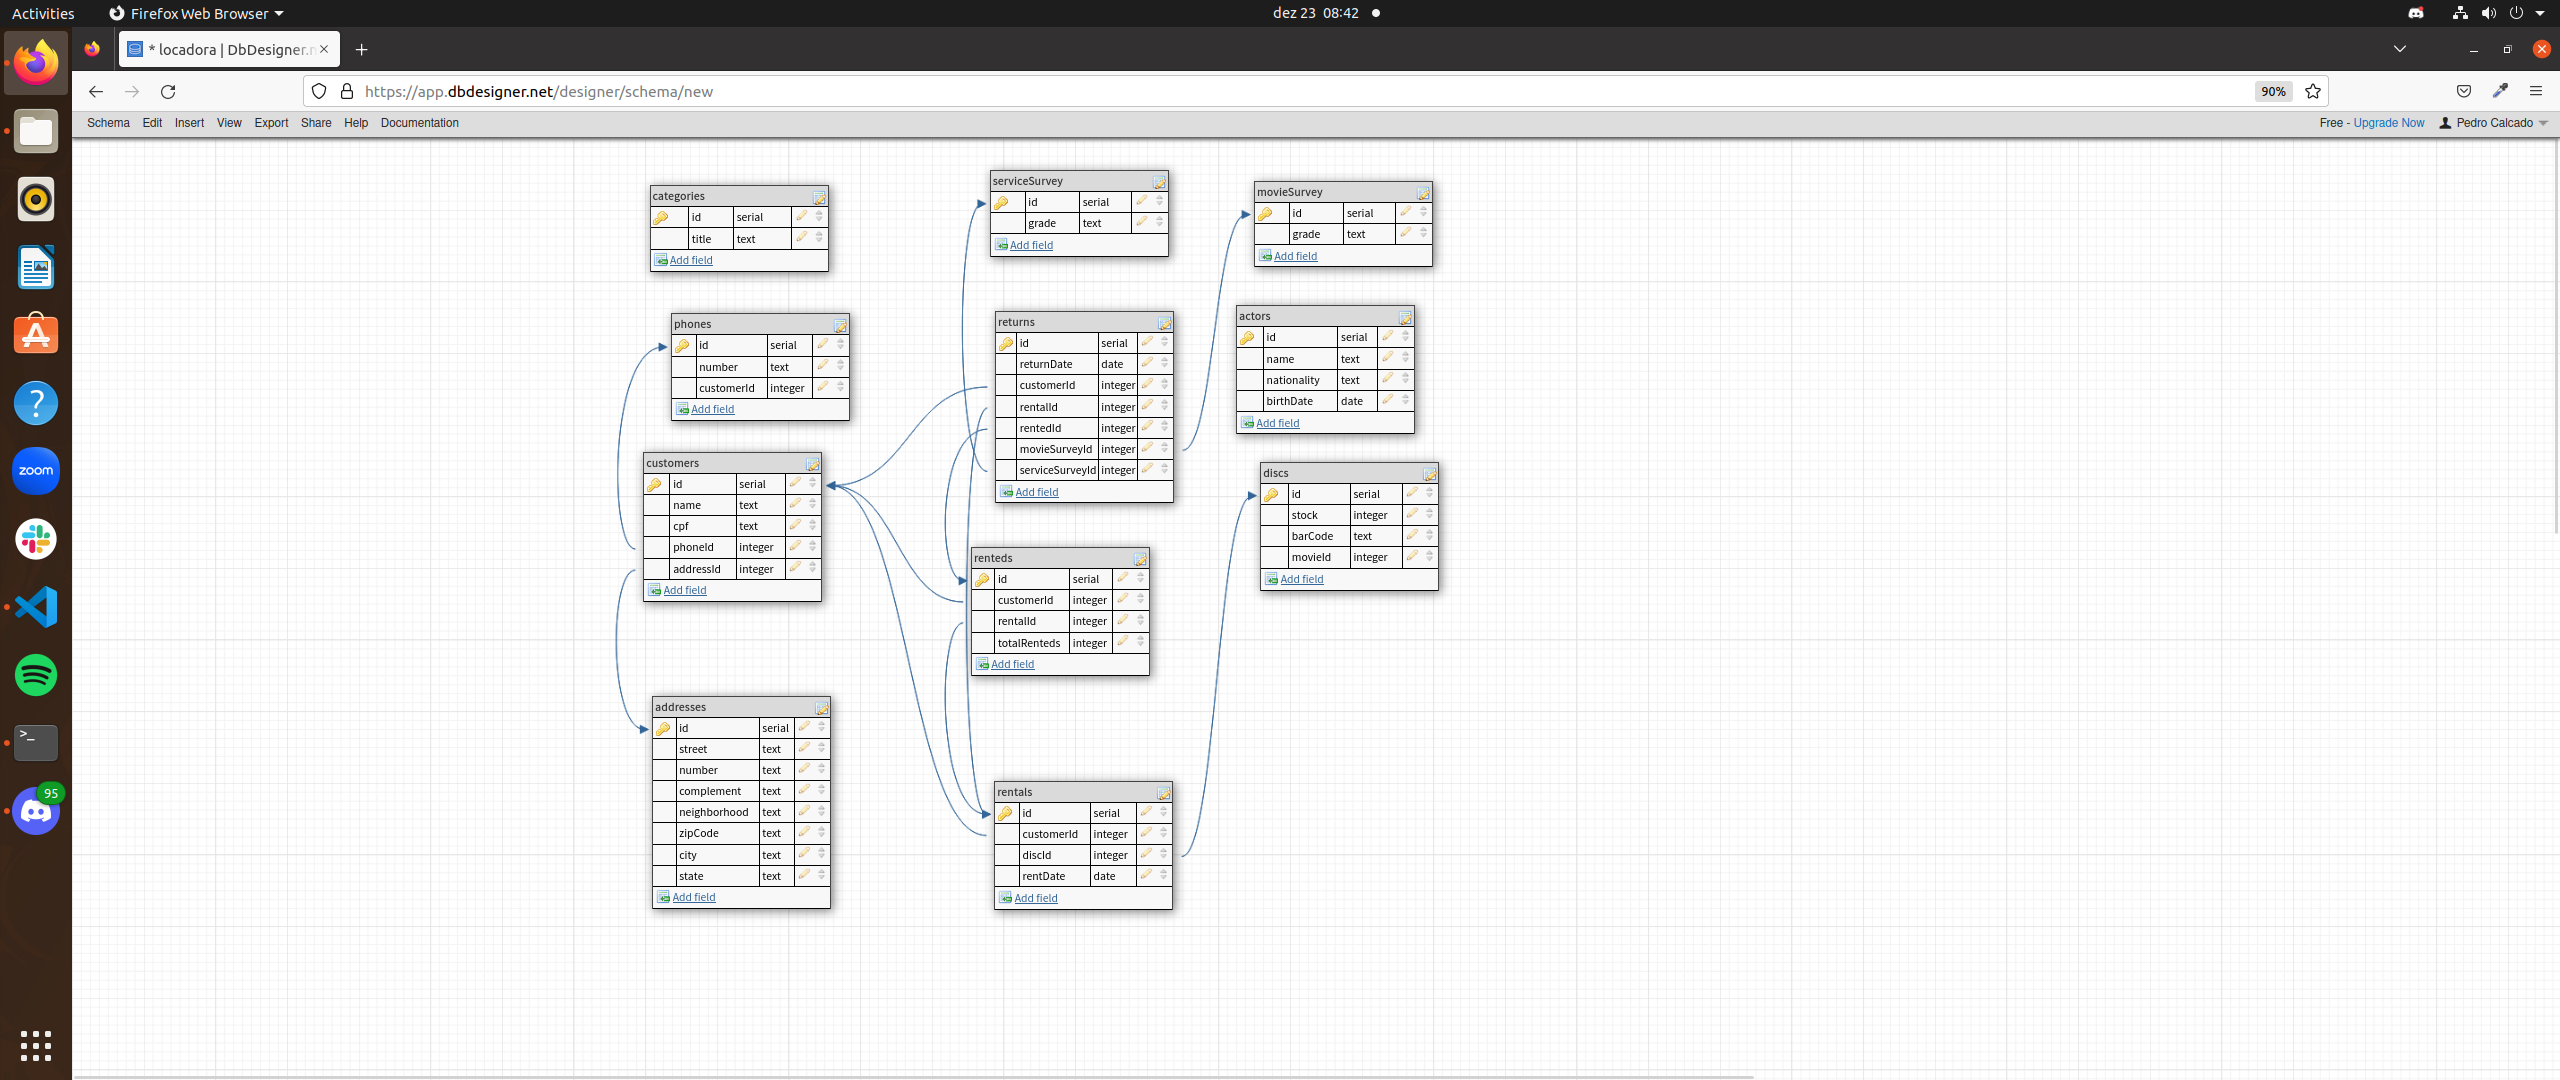 Activities
Firefox Web Browser
dez 23 08:42
* locadora | DbDesigner.n
https://app.dbdesigner.net/designer/schema/new
90%
Schema Edit Insert View Export Share Help Documentation
Free - Upgrade Now
Pedro Calcado
zoom
?
>_
95
categories
id serial
title text
Add field
phones
id serial
number text
customerId integer
Add field
customers
id serial
name text
cpf text
phoneId integer
addressId integer
Add field
addresses
id serial
street text
number text
complement text
neighborhood text
zipCode text
city text
state text
Add field
serviceSurvey
id serial
grade text
Add field
returns
id serial
returnDate date
customerId integer
rentalId integer
rentedId integer
movieSurveyId integer
serviceSurveyId integer
Add field
renteds
id serial
customerId integer
rentalId integer
totalRenteds integer
Add field
rentals
id serial
customerId integer
discId integer
rentDate date
Add field
movieSurvey
id serial
grade text
Add field
actors
id serial
name text
nationality text
birthDate date
Add field
discs
id serial
stock integer
barCode text
movieId integer
Add field